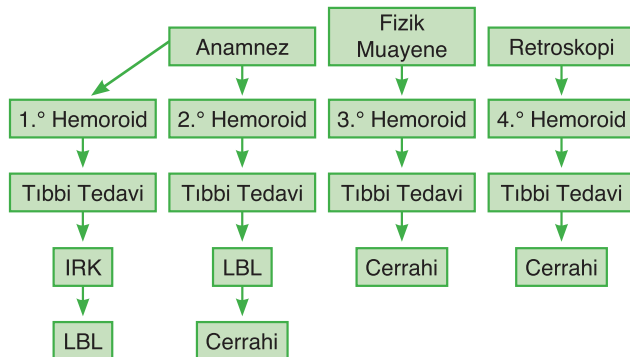 Anamnez
Fizik
Muayene
Retroskopi
1.° Hemoroid
2.° Hemoroid
3.° Hemoroid
4.° Hemoroid
Tıbbi Tedavi
Tıbbi Tedavi
Tıbbi Tedavi
Tıbbi Tedavi
IRK
LBL
Cerrahi
Cerrahi
LBL
Cerrahi